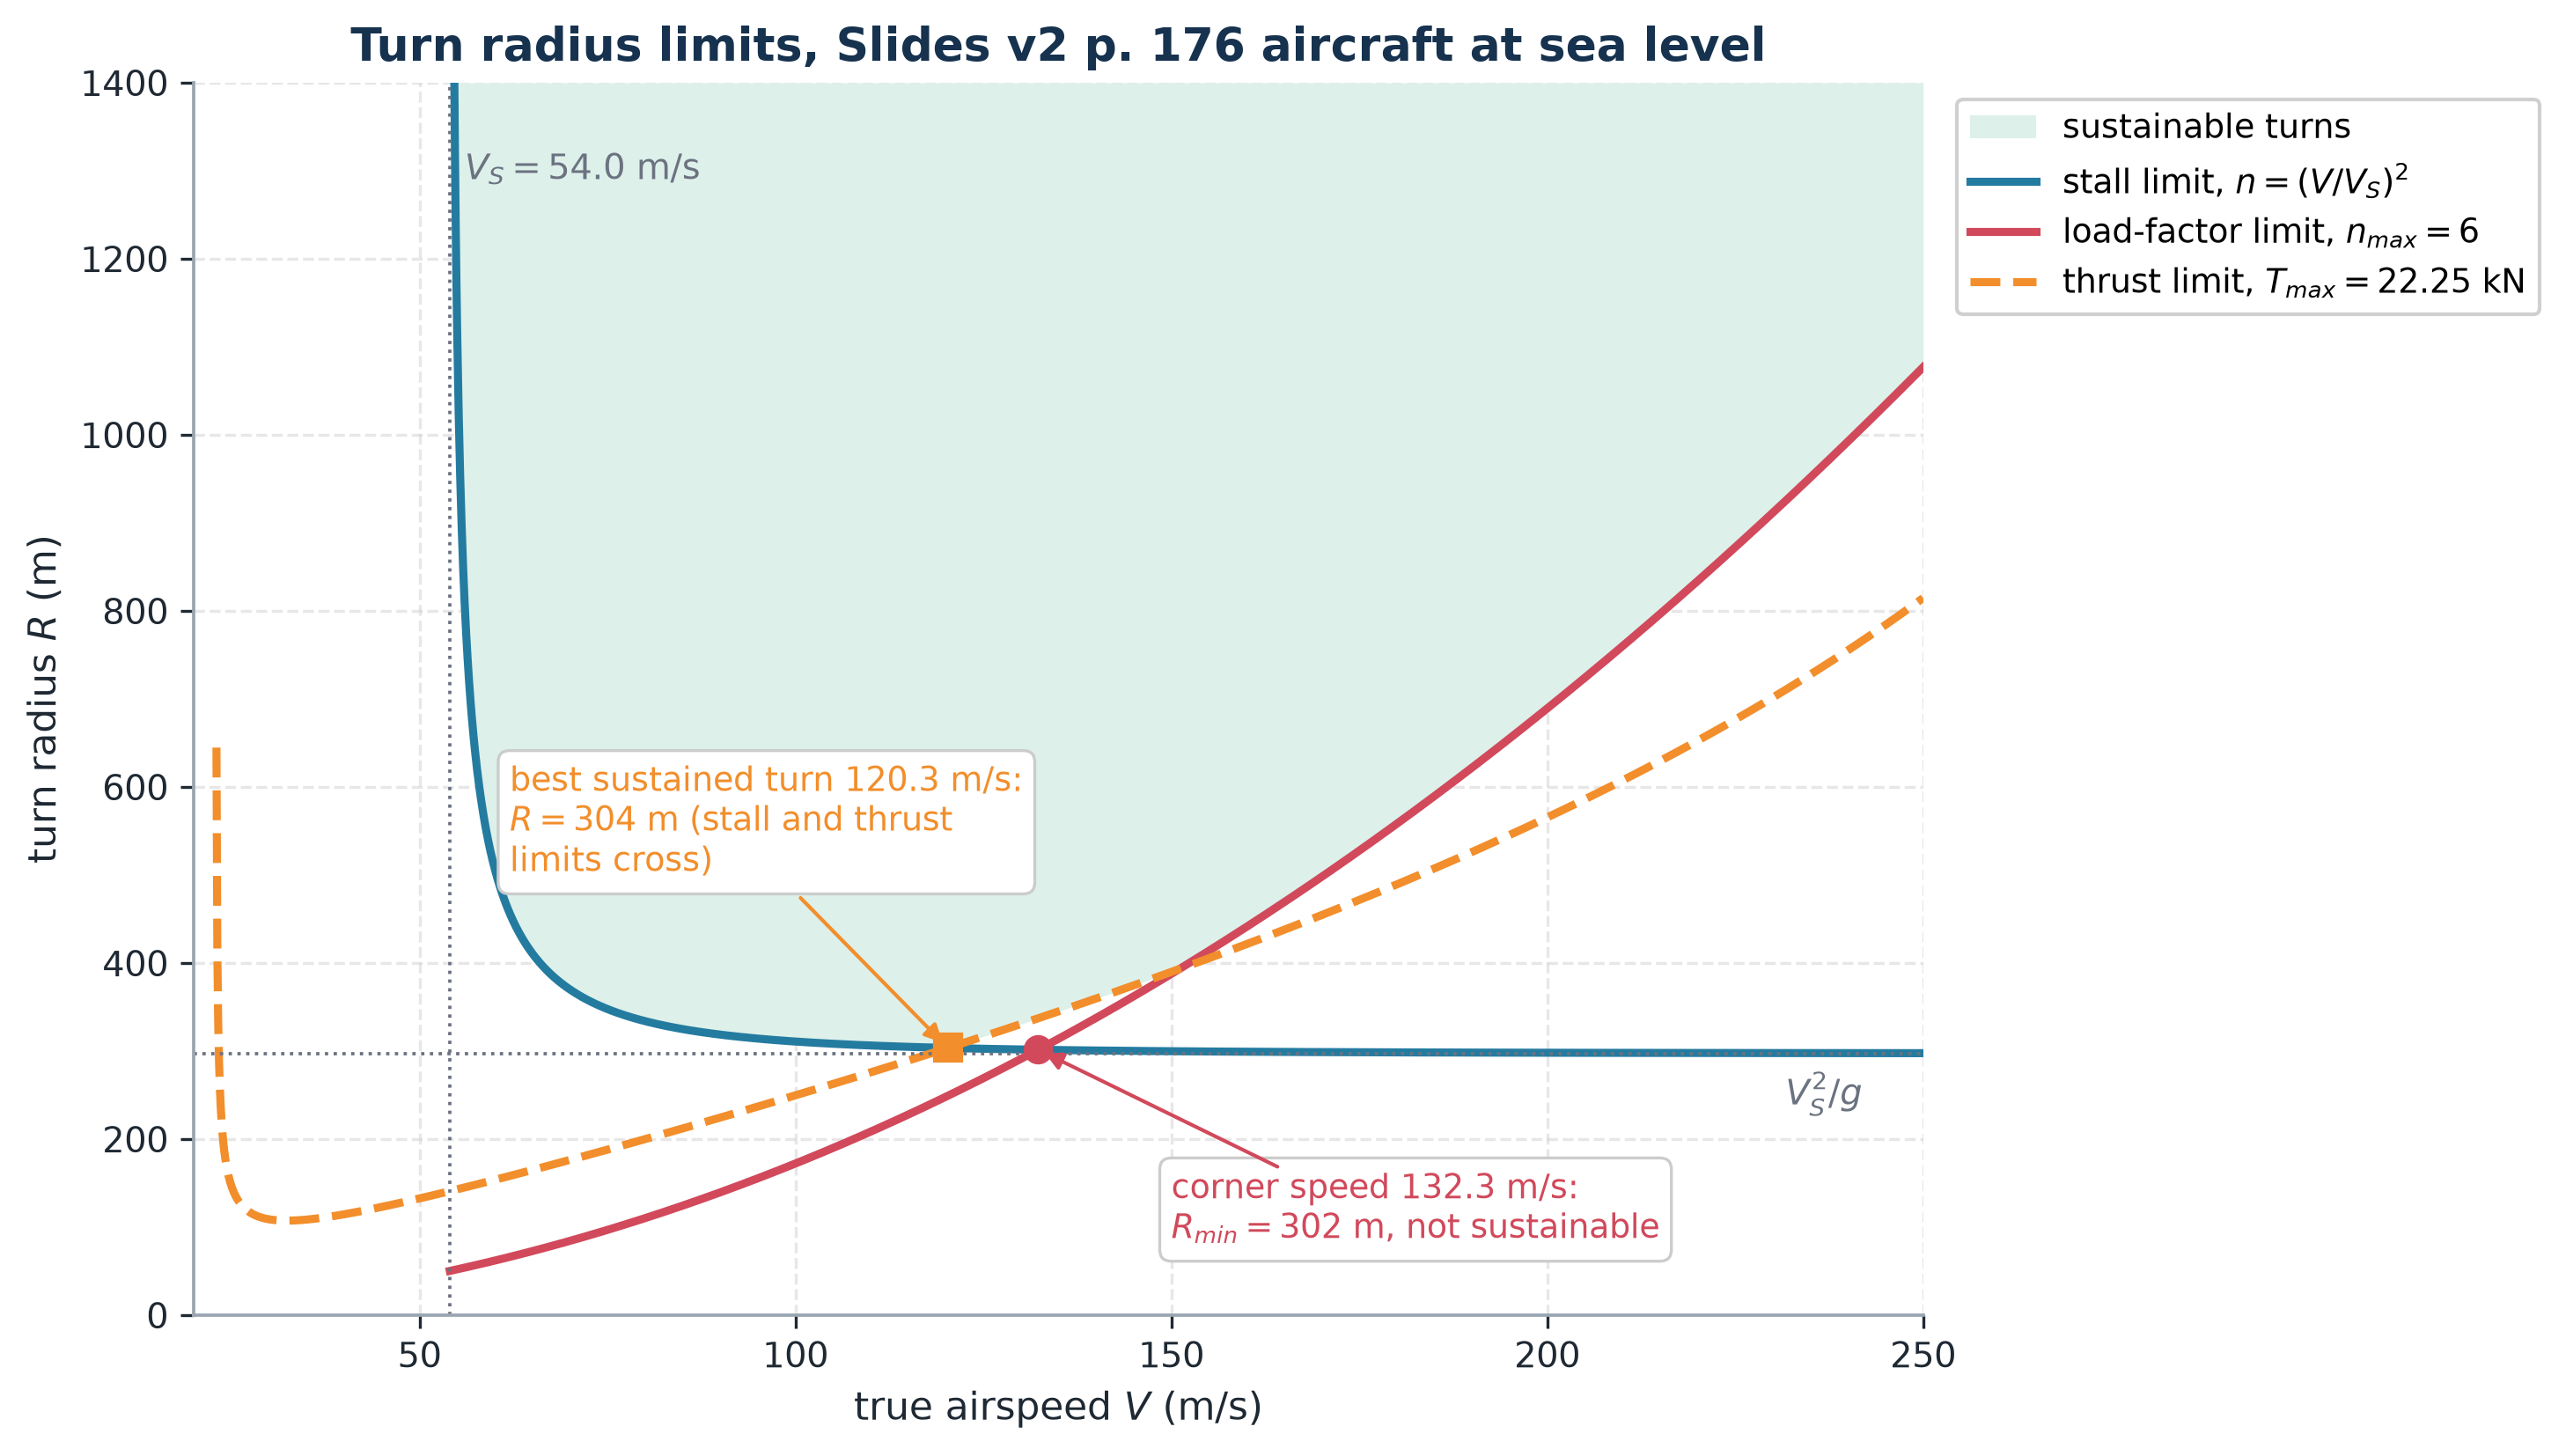 Turn radius limits, Slides v2 p. 176 aircraft at sea level
1400
1200
1000
800
600
400
200
0
turn radius R (m)
50
100
150
200
250
true airspeed V (m/s)
V_S = 54.0 m/s
best sustained turn 120.3 m/s:
R = 304 m (stall and thrust
limits cross)
corner speed 132.3 m/s:
R_min = 302 m, not sustainable
V_S^2/g
sustainable turns
stall limit, n = (V/V_S)^2
load-factor limit, n_max = 6
thrust limit, T_max = 22.25 kN